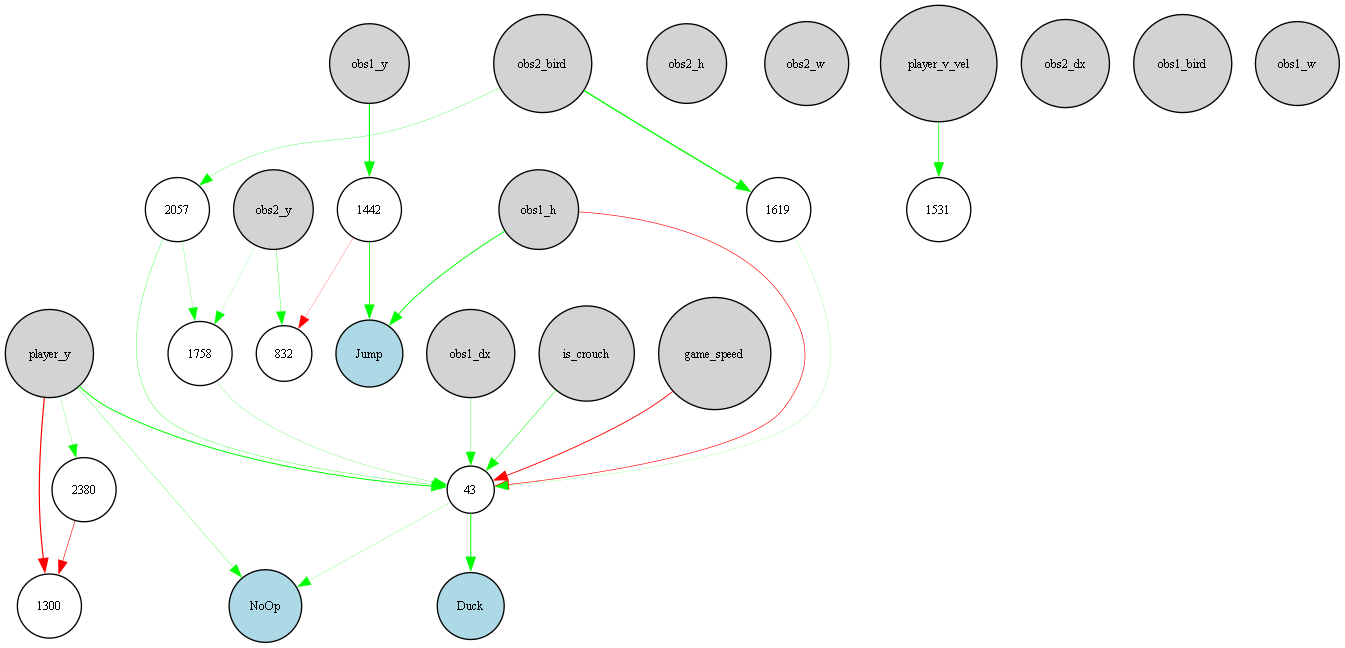 obs1_y
obs2_bird
obs2_h
obs2_w
player_v_vel
obs2_dx
obs1_bird
obs1_w
2057
obs2_y
1442
obs1_h
1619
1531
player_y
1758
832
Jump
obs1_dx
is_crouch
game_speed
2380
43
1300
NoOp
Duck